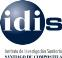 idis
Instituto de Investigación Sanitaria
SANTIAGO DE COMPOSTELA